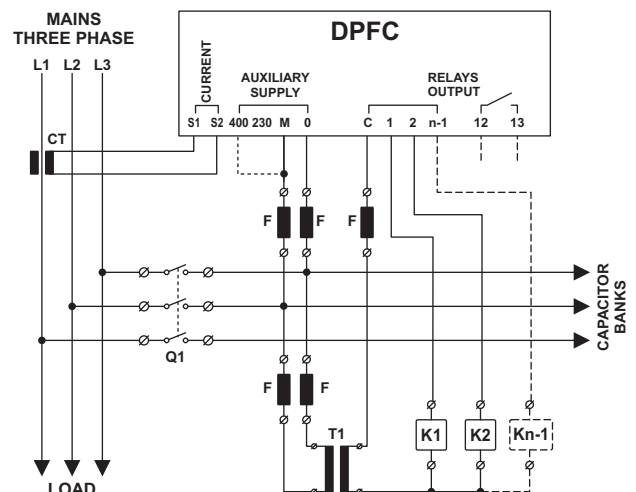 MAINS
THREE PHASE
L1 L2 L3
DPFC
CURRENT
AUXILIARY
SUPPLY
RELAYS
OUTPUT
S1 S2 400 230 M 0 C 1 2 n-1 12 13
CT
F F F
Q1
CAPACITOR
BANKS
F F
T1
K1 K2 Kn-1
LOAD